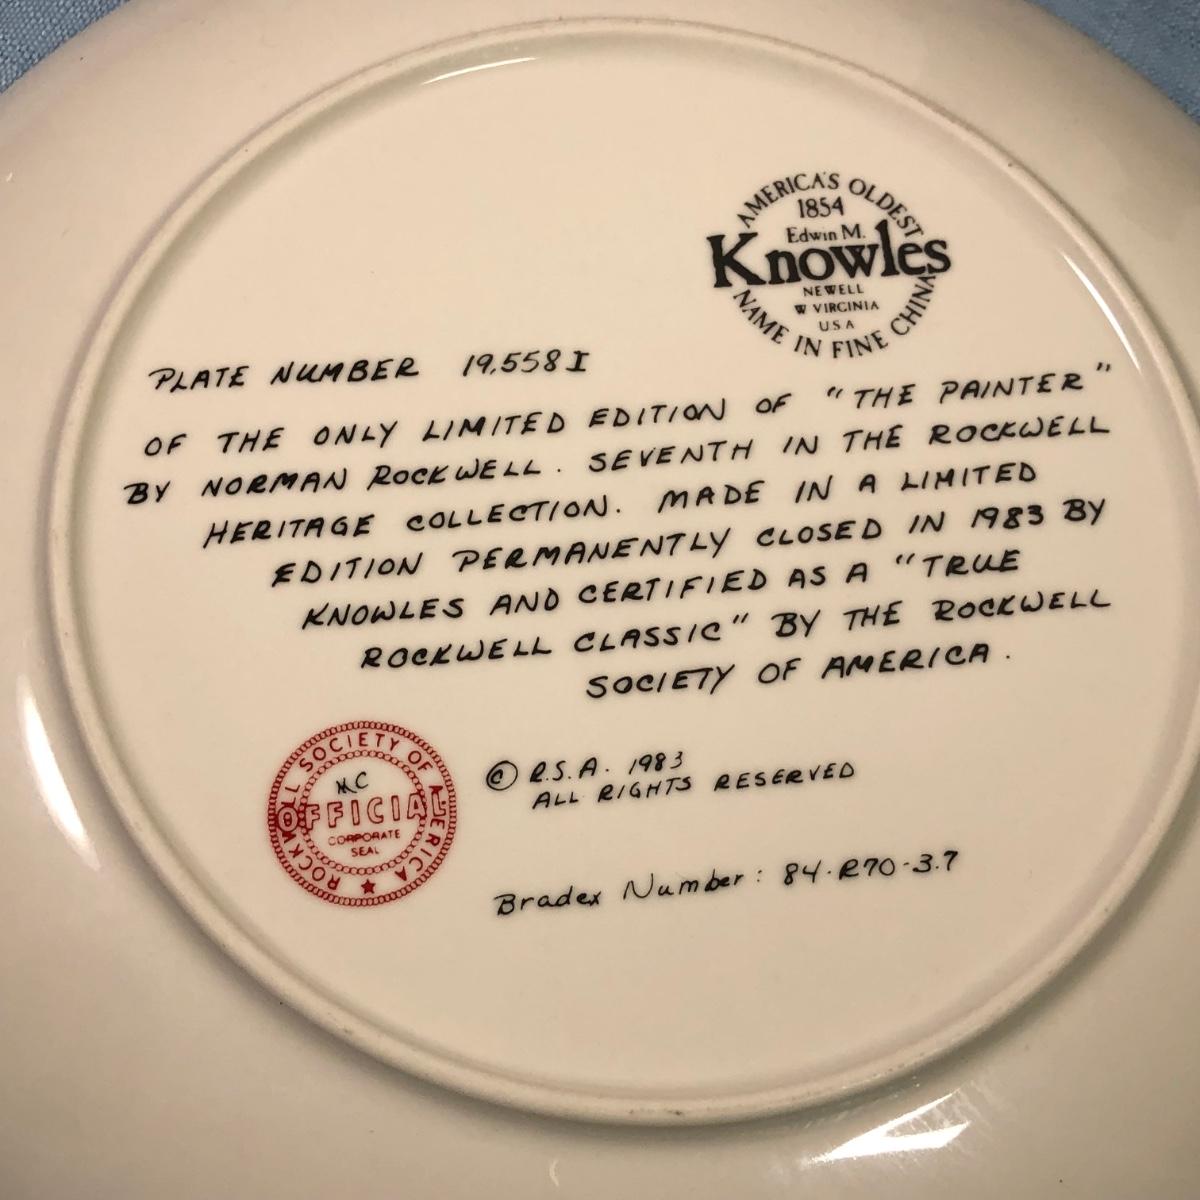 AMERICA'S OLDEST
1854
Edwin M.
Knowles
NEWELL
W VIRGINIA
U.S.A
NAME IN FINE CHINA
PLATE NUMBER 19,558 I
OF THE ONLY LIMITED EDITION OF "THE PAINTER"
BY NORMAN ROCKWELL. SEVENTH IN THE ROCKWELL
HERITAGE COLLECTION. MADE IN A LIMITED
EDITION PERMANENTLY CLOSED IN 1983 BY
KNOWLES AND CERTIFIED AS A "TRUE
ROCKWELL CLASSIC" BY THE ROCKWELL
SOCIETY OF AMERICA.
ROCKWELL SOCIETY OF AMERICA
MC
OFFICIAL
CORPORATE
SEAL
© R.S.A. 1983
ALL RIGHTS RESERVED
Bradex Number: 84-R70-3.7